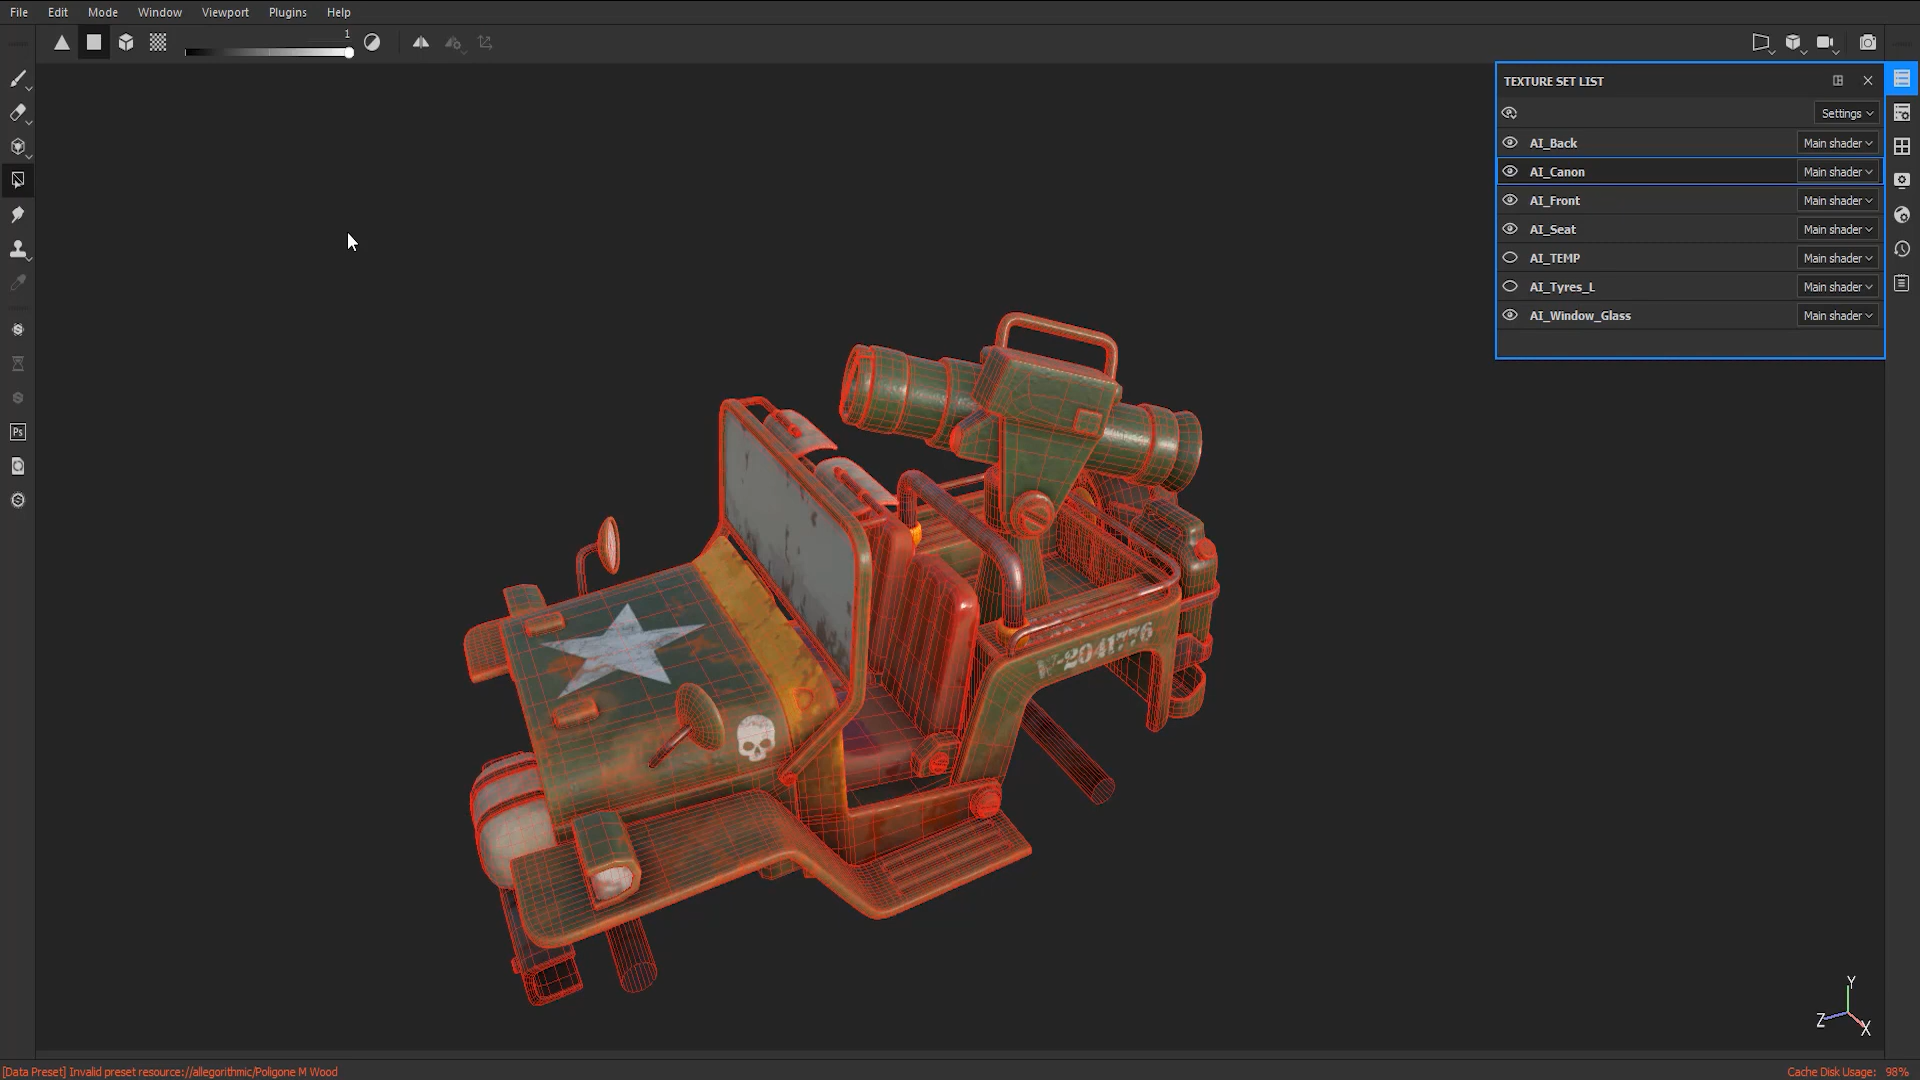 File Edit Mode Window Viewport Plugins Help
1
TEXTURE SET LIST
Settings
AI_Back Main shader
AI_Canon Main shader
AI_Front Main shader
AI_Seat Main shader
AI_TEMP Main shader
AI_Tyres_L Main shader
AI_Window_Glass Main shader
Ps
W-2041776
Y
Z
X
[Data Preset] Invalid preset resource://allegorithmic/Poligone M Wood
Cache Disk Usage: 98%